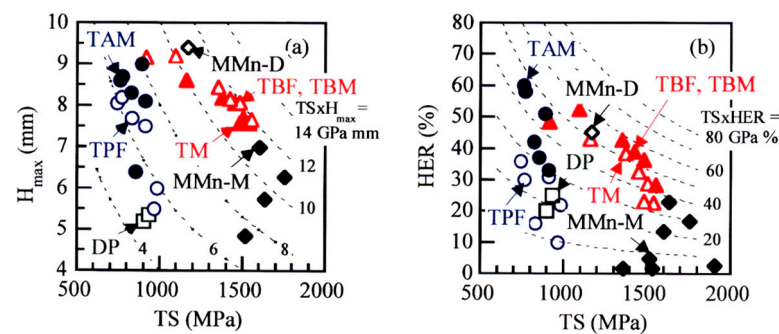 10
9
8
7
6
5
4
H max (mm)
500 1000 1500 2000
TS (MPa)
(a)
TAM
MMn-D
TBF, TBM
TSxH max =
14 GPa mm
TM
12
TPF
MMn-M
10
DP
4 6 8
80
70
60
50
40
30
20
10
0
HER (%)
500 1000 1500 2000
TS (MPa)
(b)
TAM
TBF, TBM
MMn-D
TSxHER =
80 GPa %
DP
60
TM
40
TPF
MMn-M
20